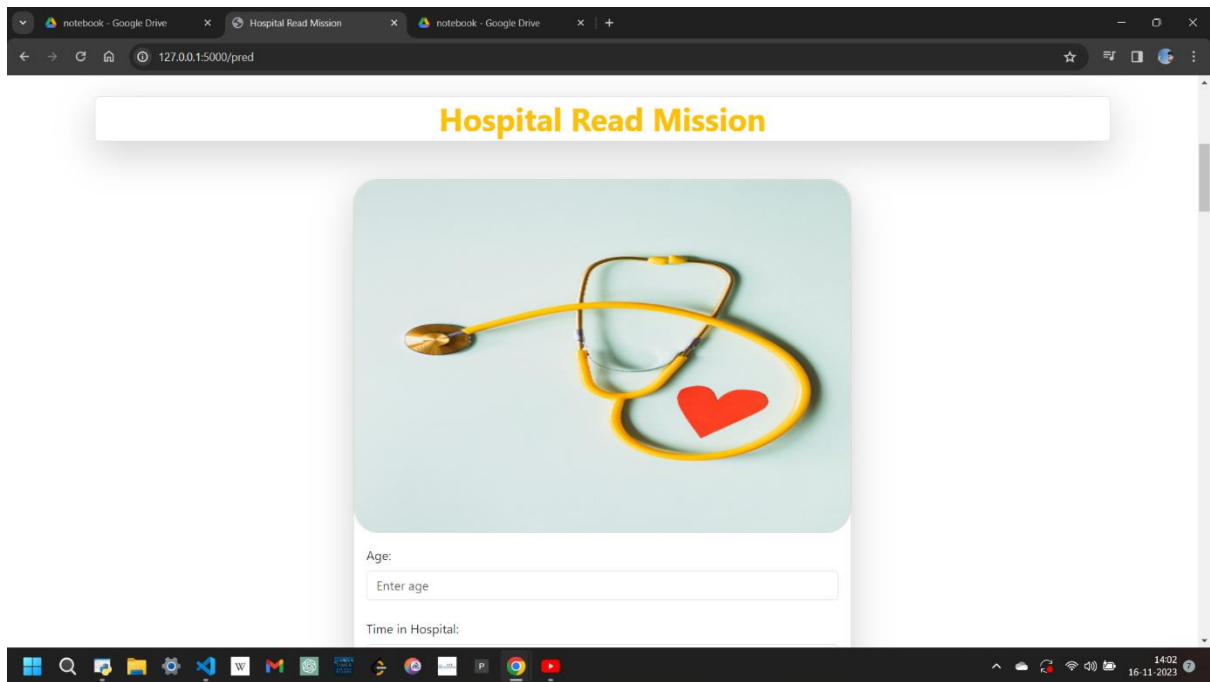 notebook - Google Drive
Hospital Read Mission
notebook - Google Drive
127.0.0.1:5000/pred
Hospital Read Mission
Age:
Enter age
Time in Hospital:
W
P
14:02
16-11-2023
7